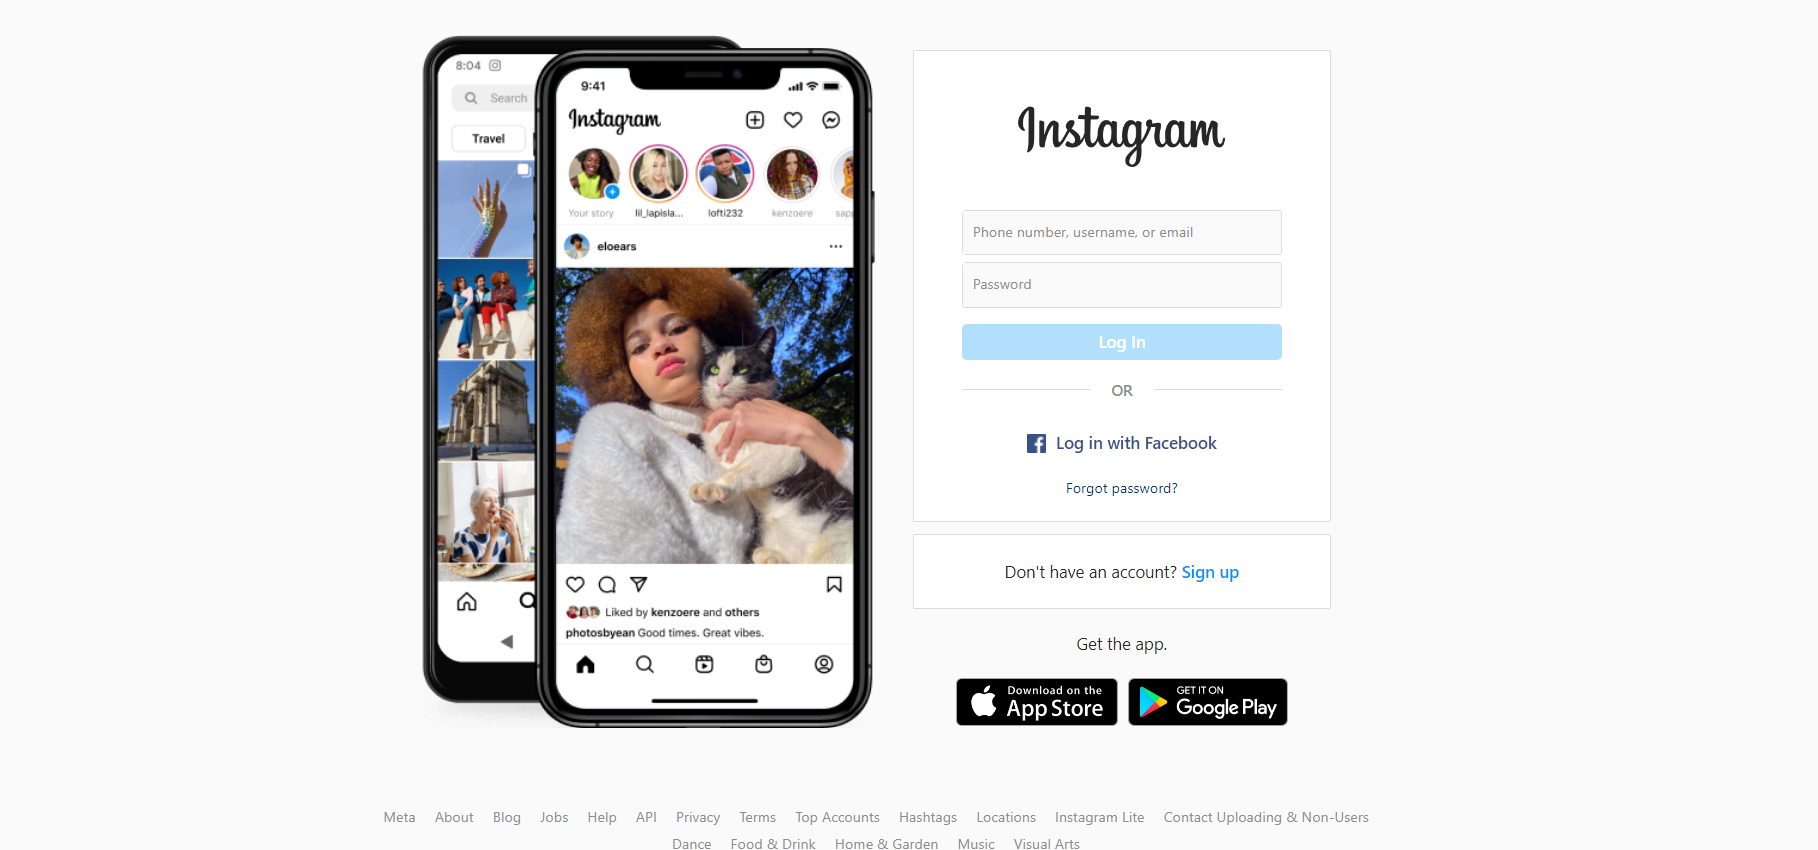 8:04
Search
Travel
9:41
Instagram
Your story
lil_lapisla...
lofti232
kenzoere
sapp
eloears
Liked by kenzoere and others
photosbyean Good times. Great vibes.
Instagram
Phone number, username, or email
Password
Log In
OR
Log in with Facebook
Forgot password?
Don't have an account? Sign up
Get the app.
Download on the
App Store
GET IT ON
Google Play
Meta About Blog Jobs Help API Privacy Terms Top Accounts Hashtags Locations Instagram Lite Contact Uploading & Non-Users
Dance Food & Drink Home & Garden Music Visual Arts